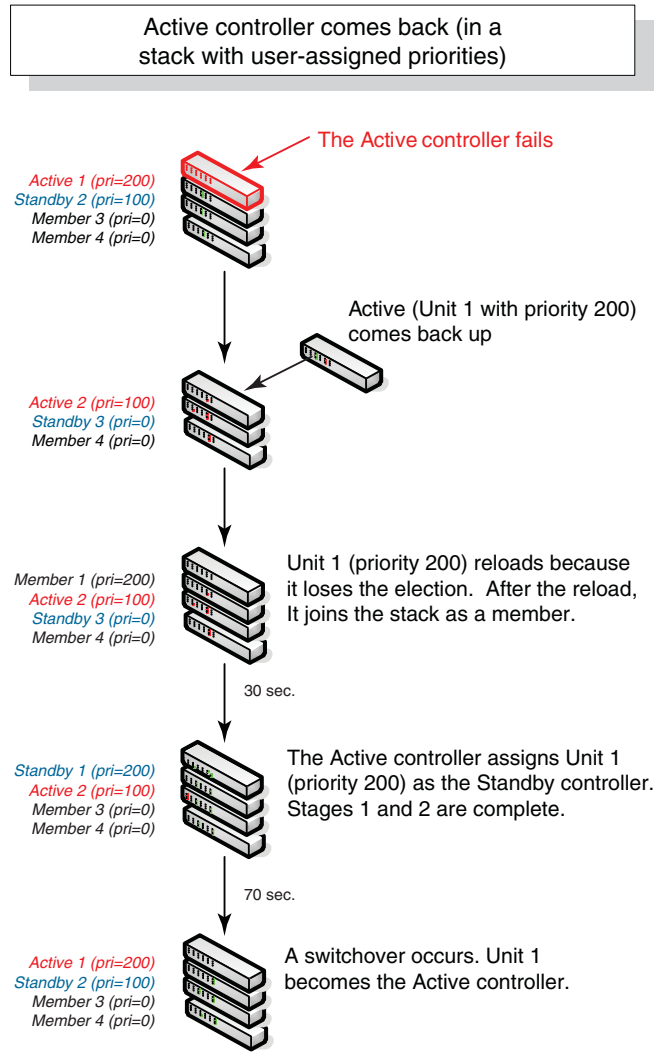 Active controller comes back (in a
stack with user-assigned priorities)
The Active controller fails
Active 1 (pri=200)
Standby 2 (pri=100)
Member 3 (pri=0)
Member 4 (pri=0)
Active (Unit 1 with priority 200)
comes back up
Active 2 (pri=100)
Standby 3 (pri=0)
Member 4 (pri=0)
Unit 1 (priority 200) reloads because
it loses the election.  After the reload,
It joins the stack as a member.
Member 1 (pri=200)
Active 2 (pri=100)
Standby 3 (pri=0)
Member 4 (pri=0)
30 sec.
The Active controller assigns Unit 1
(priority 200) as the Standby controller.
Stages 1 and 2 are complete.
Standby 1 (pri=200)
Active 2 (pri=100)
Member 3 (pri=0)
Member 4 (pri=0)
70 sec.
A switchover occurs. Unit 1
becomes the Active controller.
Active 1 (pri=200)
Standby 2 (pri=100)
Member 3 (pri=0)
Member 4 (pri=0)